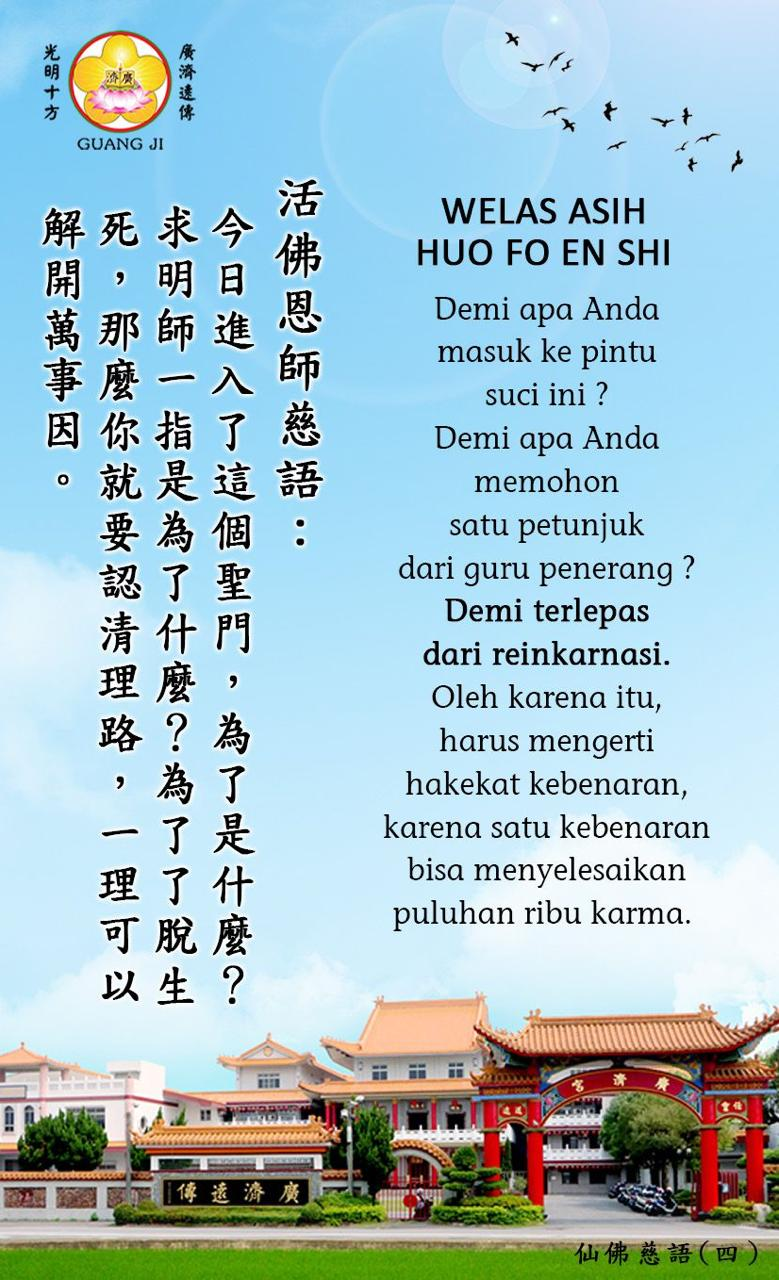 光明十方
廣濟
廣濟遠傳
GUANG JI
活佛恩師慈語：
今日進入了這個聖門，為了是什麼？
求明師一指是為了什麼？為了了脫生
死，那麼你就要認清理路，一理可以
解開萬事因。
WELAS ASIH
HUO FO EN SHI
Demi apa Anda
masuk ke pintu
suci ini ?
Demi apa Anda
memohon
satu petunjuk
dari guru penerang ?
Demi terlepas
dari reinkarnasi.
Oleh karena itu,
harus mengerti
hakekat kebenaran,
karena satu kebenaran
bisa menyelesaikan
puluhan ribu karma.
廣濟宮
傳遠濟廣
仙佛慈語(四)